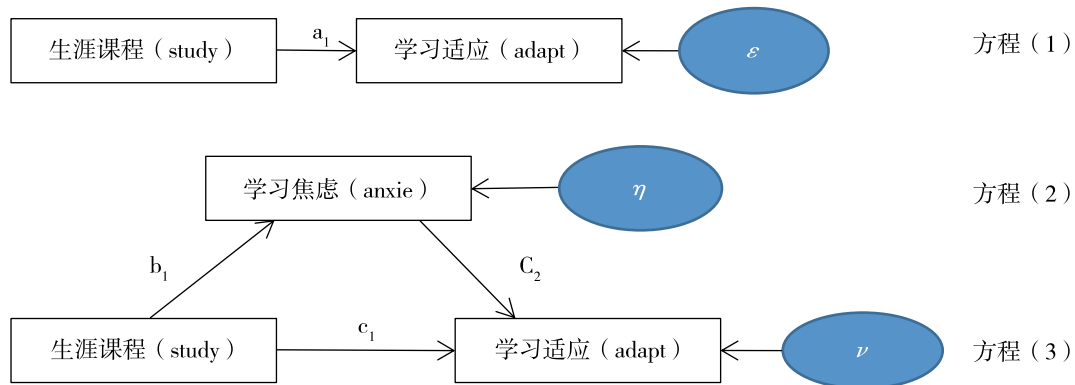 a1
生涯课程（study）
学习适应（adapt）
ε
方程（1）
学习焦虑（anxie）
η
方程（2）
b1
C2
c1
生涯课程（study）
学习适应（adapt）
ν
方程（3）